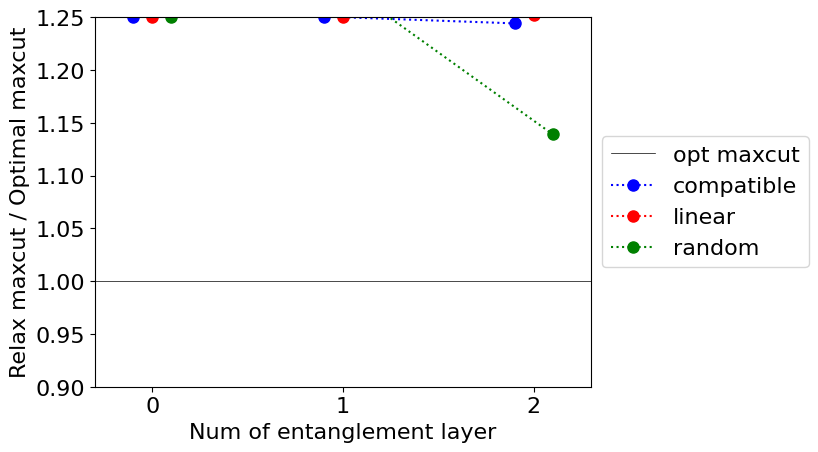 1.25
1.20
1.15
1.10
1.05
1.00
0.95
0.90
Relax maxcut / Optimal maxcut
0 1 2
Num of entanglement layer
opt maxcut
compatible
linear
random